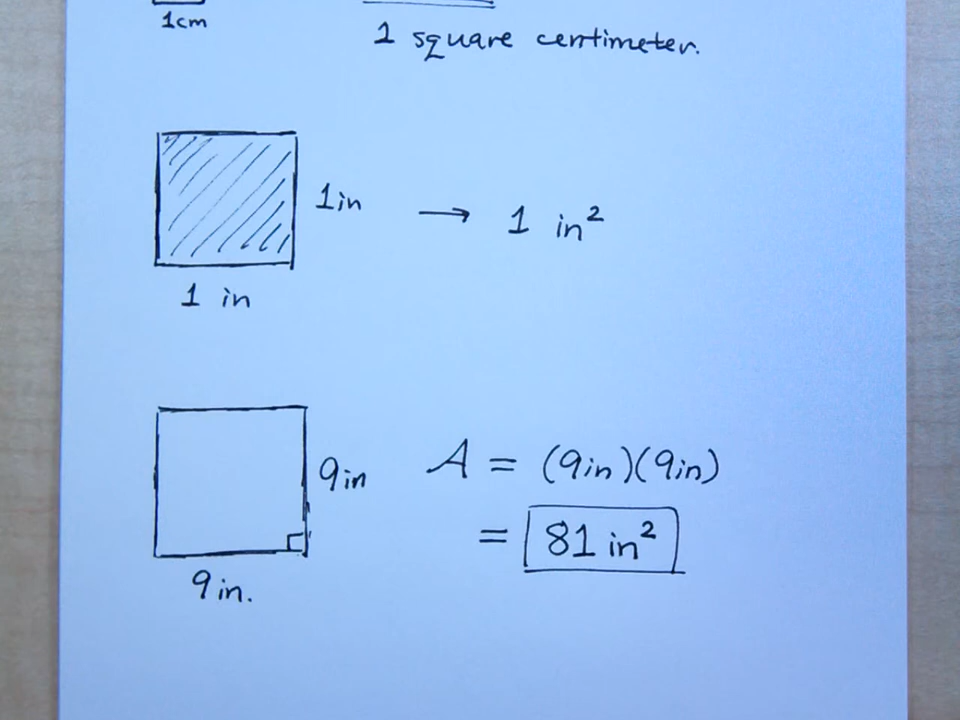 1cm
1 square centimeter.
1in → 1 in²
1 in
9in A = (9in)(9in)
= 81 in²
9in.